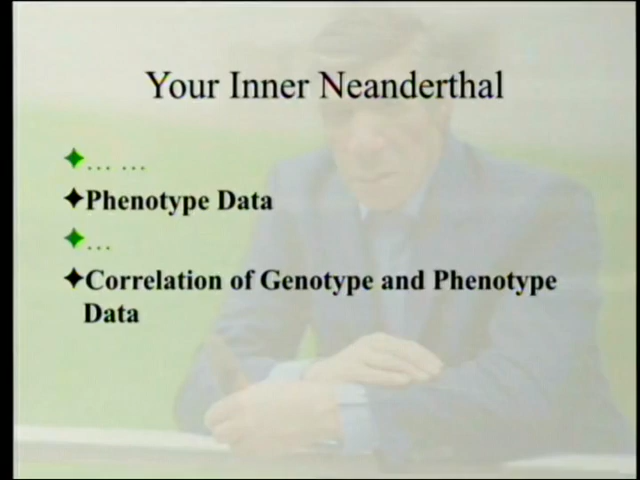 Your Inner Neanderthal
... ...
Phenotype Data
...
Correlation of Genotype and Phenotype
Data